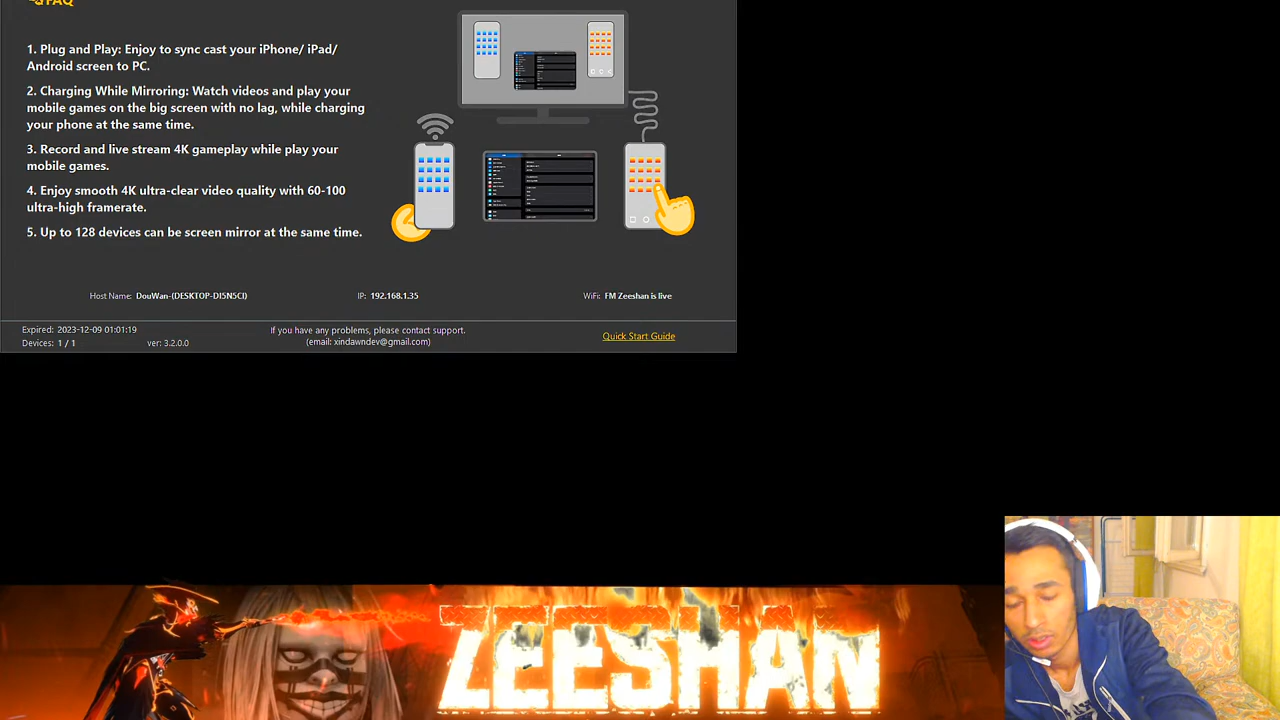 FAQ
1. Plug and Play: Enjoy to sync cast your iPhone/ iPad/
Android screen to PC.
2. Charging While Mirroring: Watch videos and play your
mobile games on the big screen with no lag, while charging
your phone at the same time.
3. Record and live stream 4K gameplay while play your
mobile games.
4. Enjoy smooth 4K ultra-clear video quality with 60-100
ultra-high framerate.
5. Up to 128 devices can be screen mirror at the same time.
Host Name: DouWan-(DESKTOP-DI5N5CI)
IP: 192.168.1.35
WiFi: FM Zeeshan is live
Expired: 2023-12-09 01:01:19
Devices: 1 / 1
ver: 3.2.0.0
If you have any problems, please contact support.
(email: xindawndev@gmail.com)
Quick Start Guide
ZEESHAN